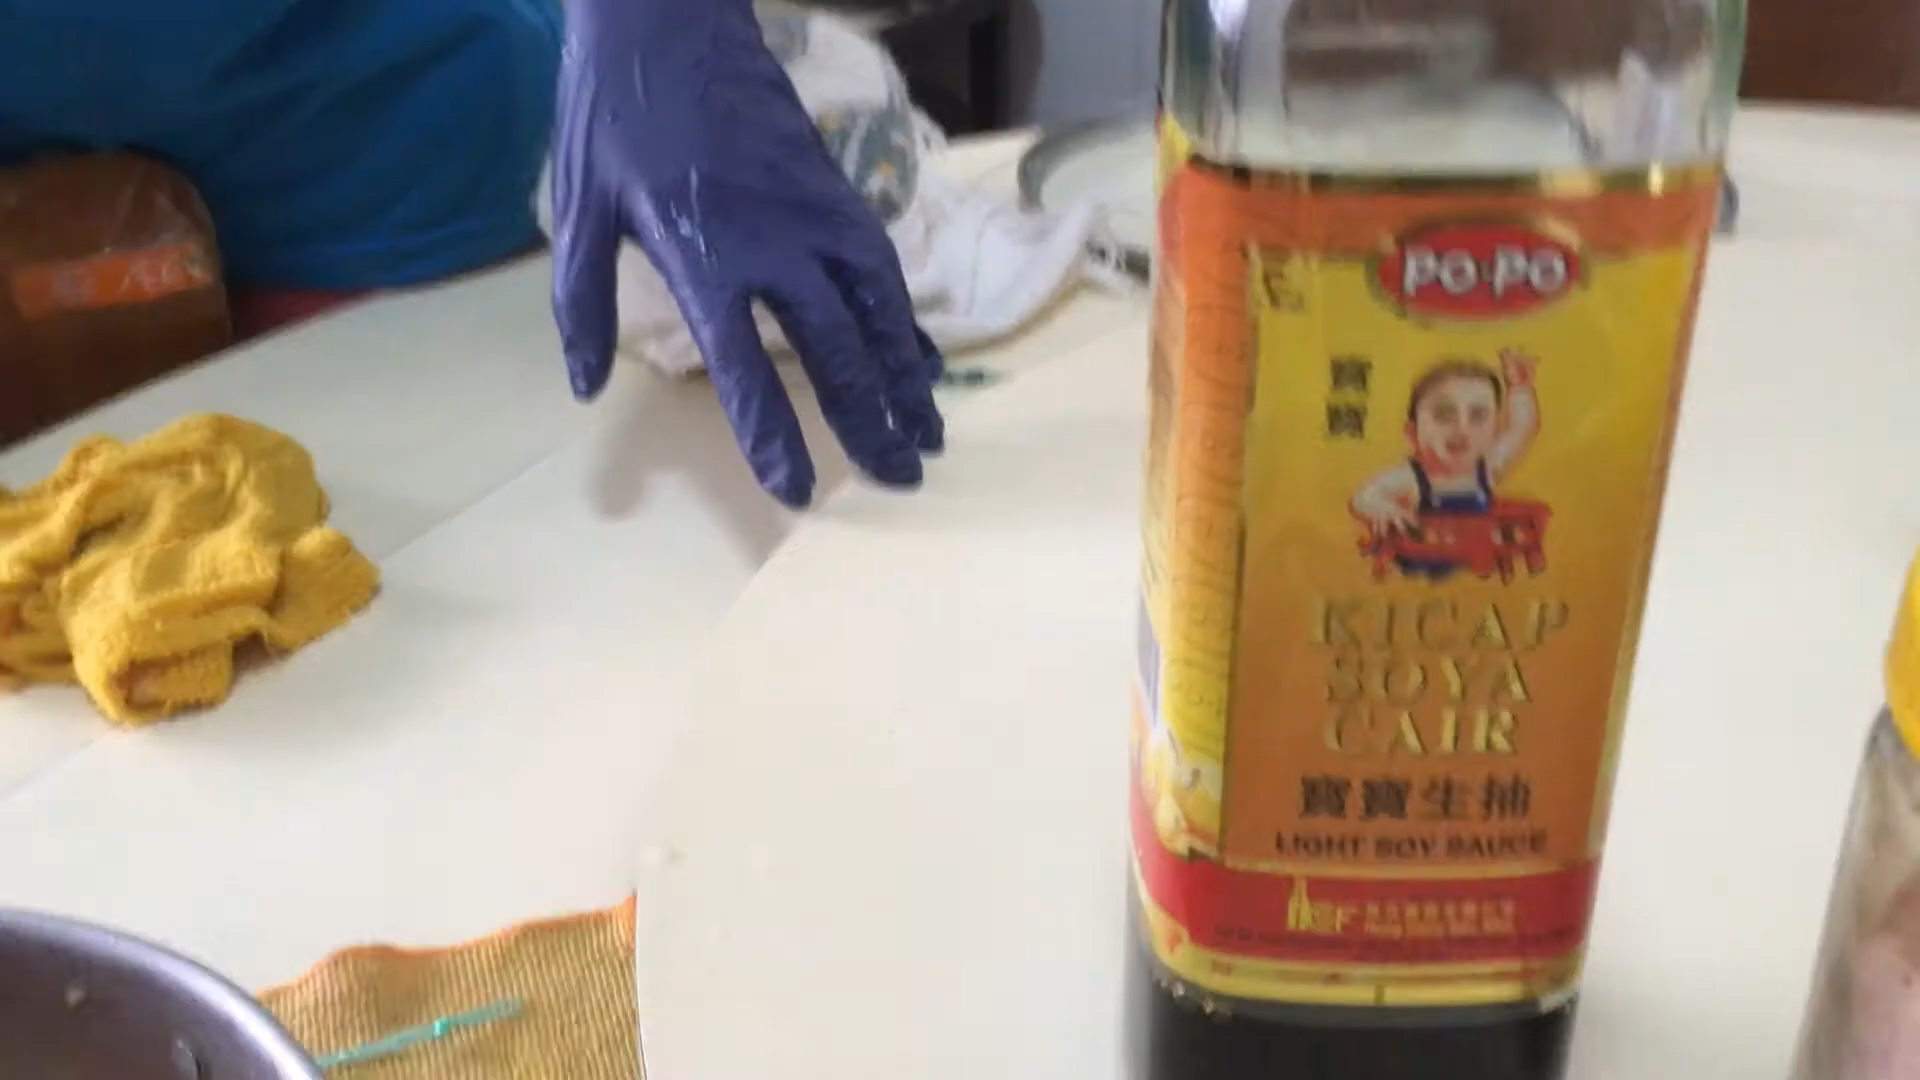 PO-PO
寶寶
KICAP
SOYA
CAIR
寶寶生抽
LIGHT SOY SAUCE